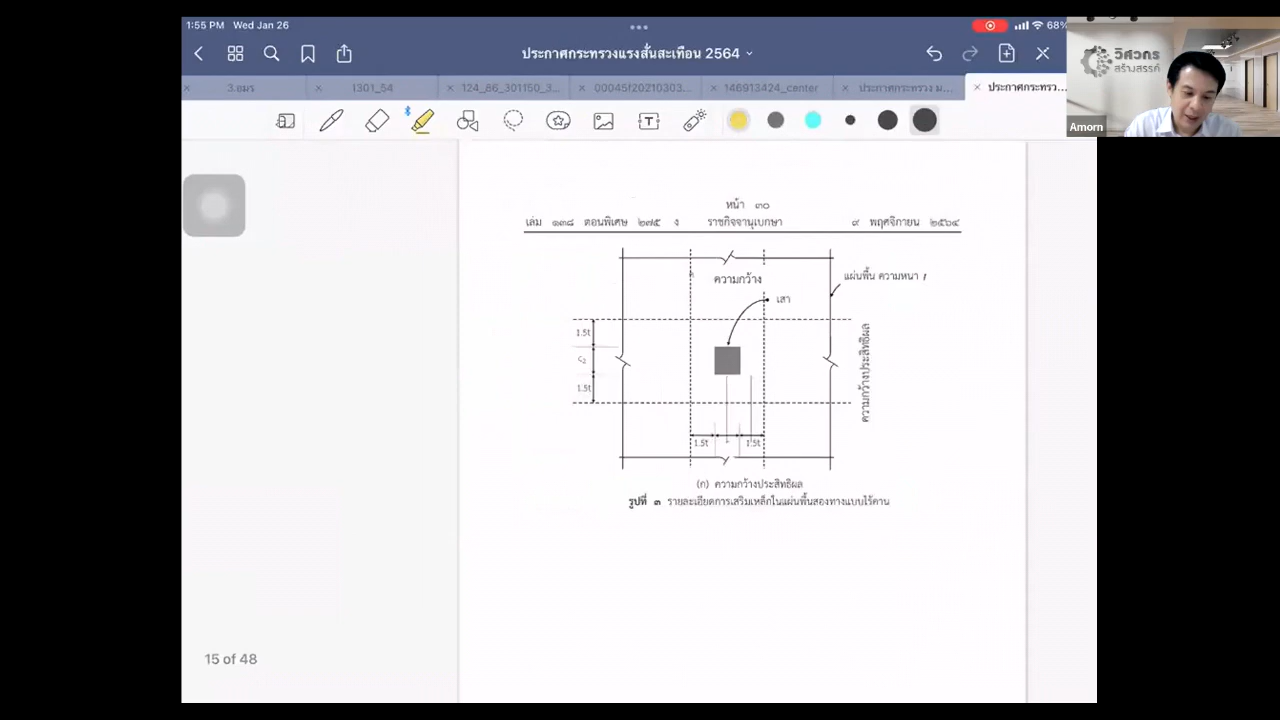 1:55 PM Wed Jan 26
68%
ประกาศกระทรวงแรงสั่นสะเทือน 2564
3.อมร
1301_54
124_86_301150_3...
00045f20210303...
146913424_center
ประกาศกระทรวง ม...
ประกาศกระทรว...
วิศวกร
สร้างสรรค์
Amorn
หน้า ๓๐
เล่ม ๑๓๘ ตอนพิเศษ ๒๗๕ ง ราชกิจจานุเบกษา ๙ พฤศจิกายน ๒๕๖๔
ความกว้าง
แผ่นพื้น ความหนา t
เสา
1.5t
c2
1.5t
ความกว้างประสิทธิผล
1.5t
1.5t
(ก) ความกว้างประสิทธิผล
รูปที่ ๓ รายละเอียดการเสริมเหล็กในแผ่นพื้นสองทางแบบไร้คาน
15 of 48